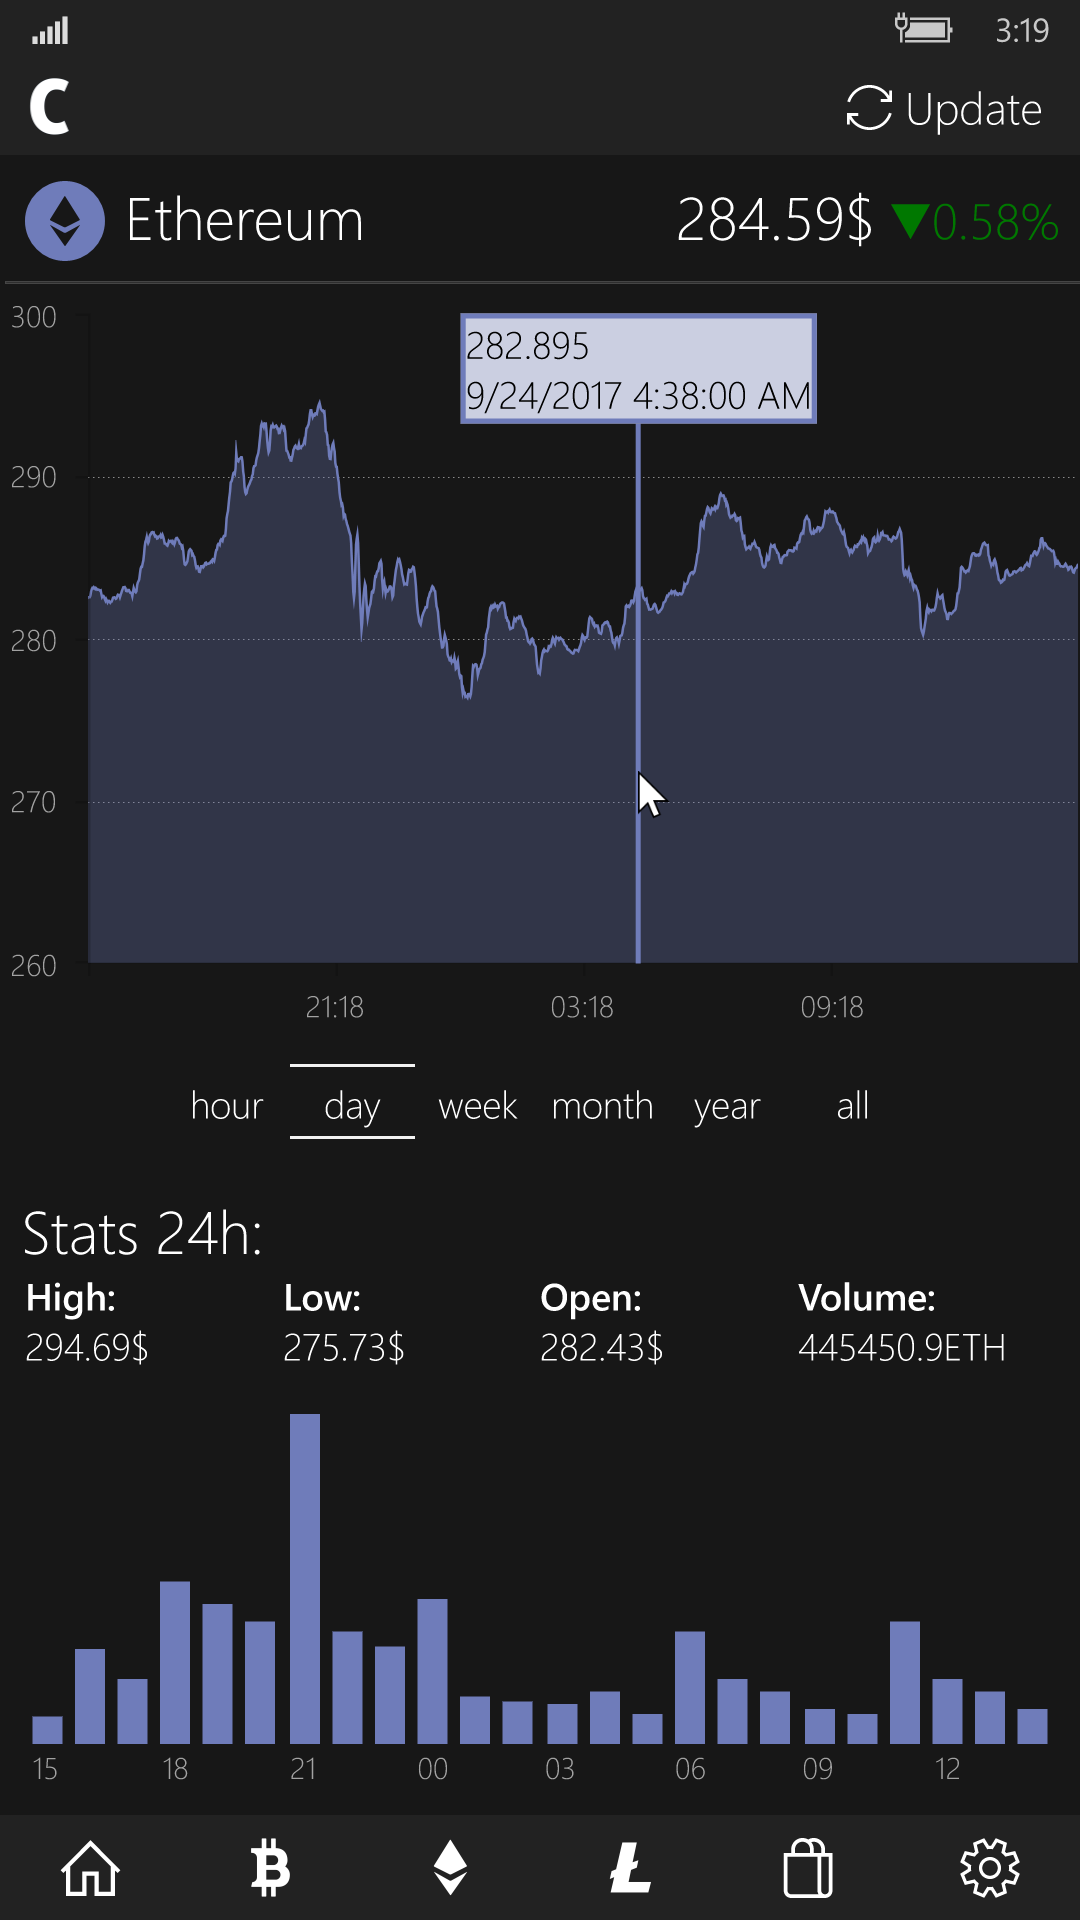 3:19
C
Update
Ethereum 284.59$ ▼0.58%
300
282.895
9/24/2017 4:38:00 AM
290
280
270
260
21:18 03:18 09:18
hour day week month year all
Stats 24h:
High: Low: Open: Volume:
294.69$ 275.73$ 282.43$ 445450.9ETH
15 18 21 00 03 06 09 12